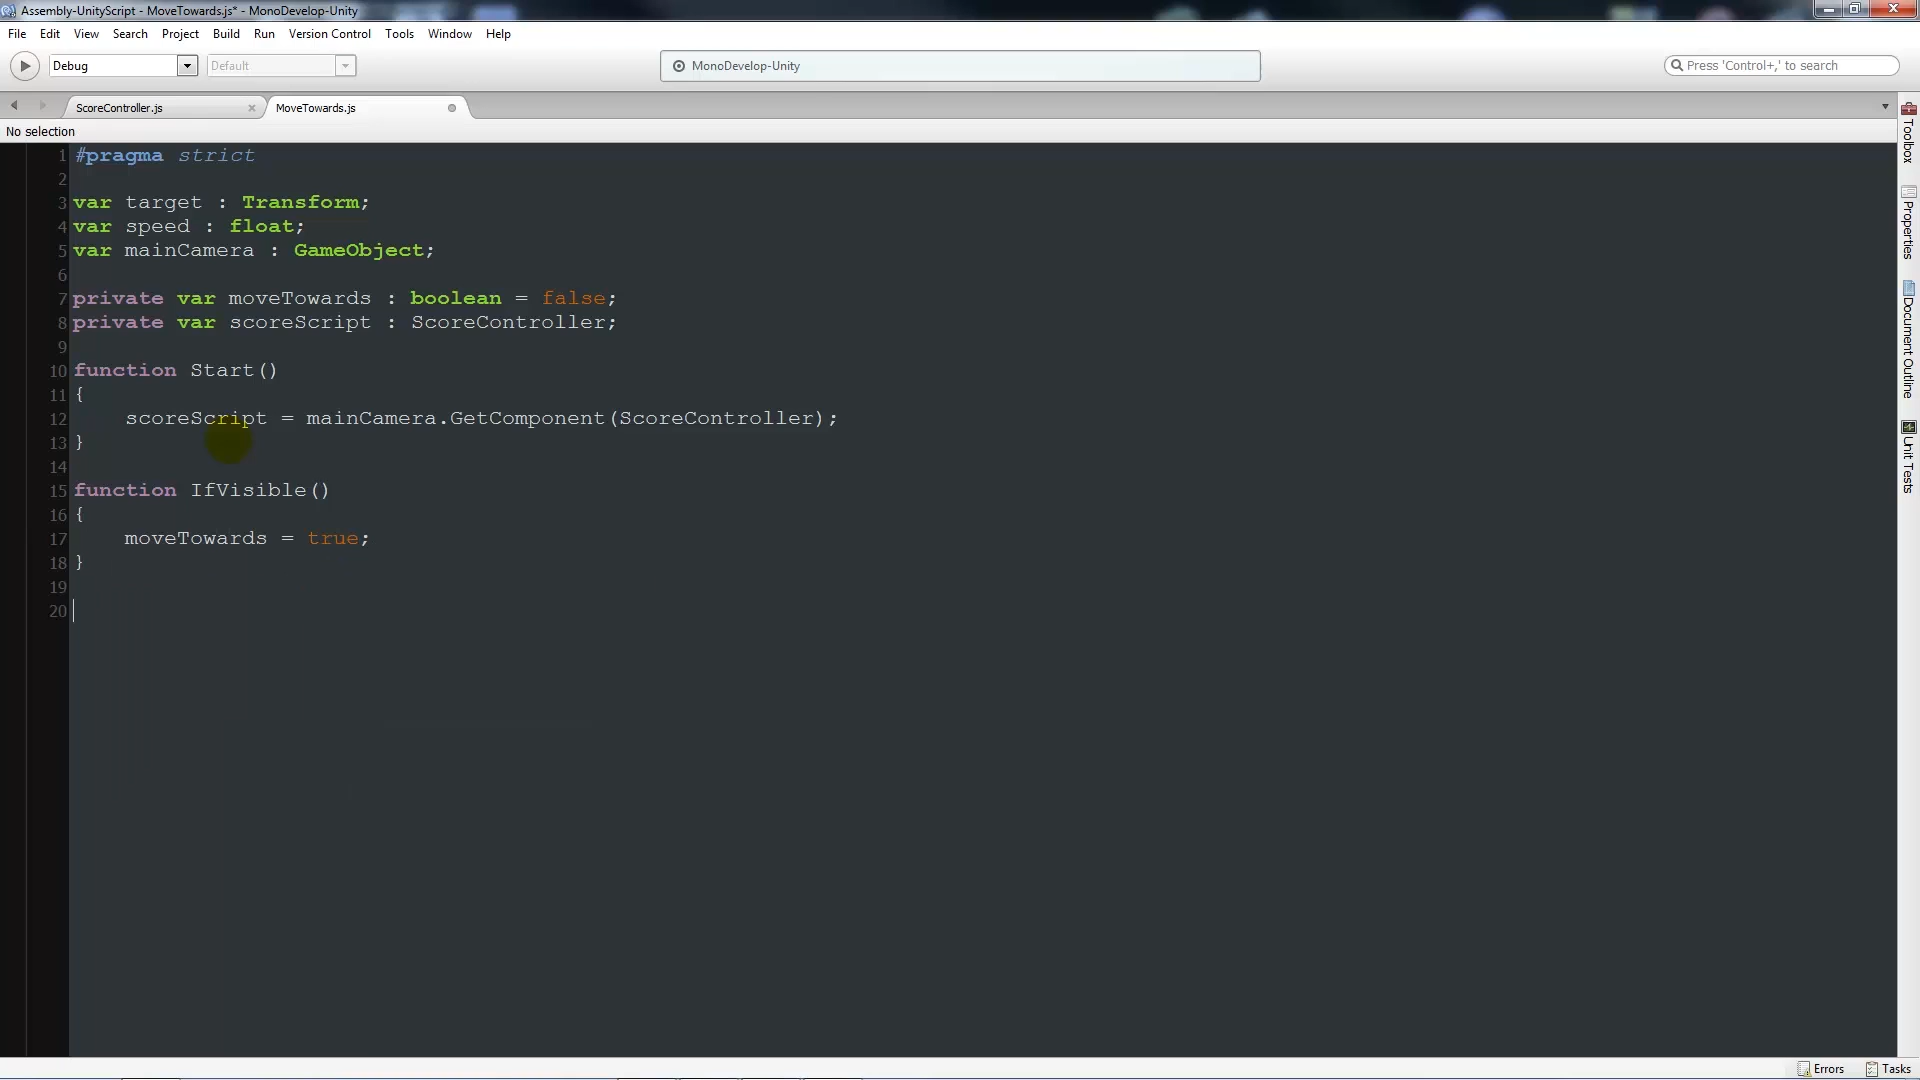 Assembly-UnityScript - MoveTowards.js* - MonoDevelop-Unity
File Edit View Search Project Build Run Version Control Tools Window Help
Debug Default MonoDevelop-Unity Press 'Control+,' to search
ScoreController.js MoveTowards.js
No selection
1 #pragma strict
2
3 var target : Transform;
4 var speed : float;
5 var mainCamera : GameObject;
6
7 private var moveTowards : boolean = false;
8 private var scoreScript : ScoreController;
9
10 function Start()
11 {
12 scoreScript = mainCamera.GetComponent(ScoreController);
13 }
14
15 function IfVisible()
16 {
17 moveTowards = true;
18 }
19
20
Toolbox
Properties
Document Outline
Unit Tests
Errors Tasks